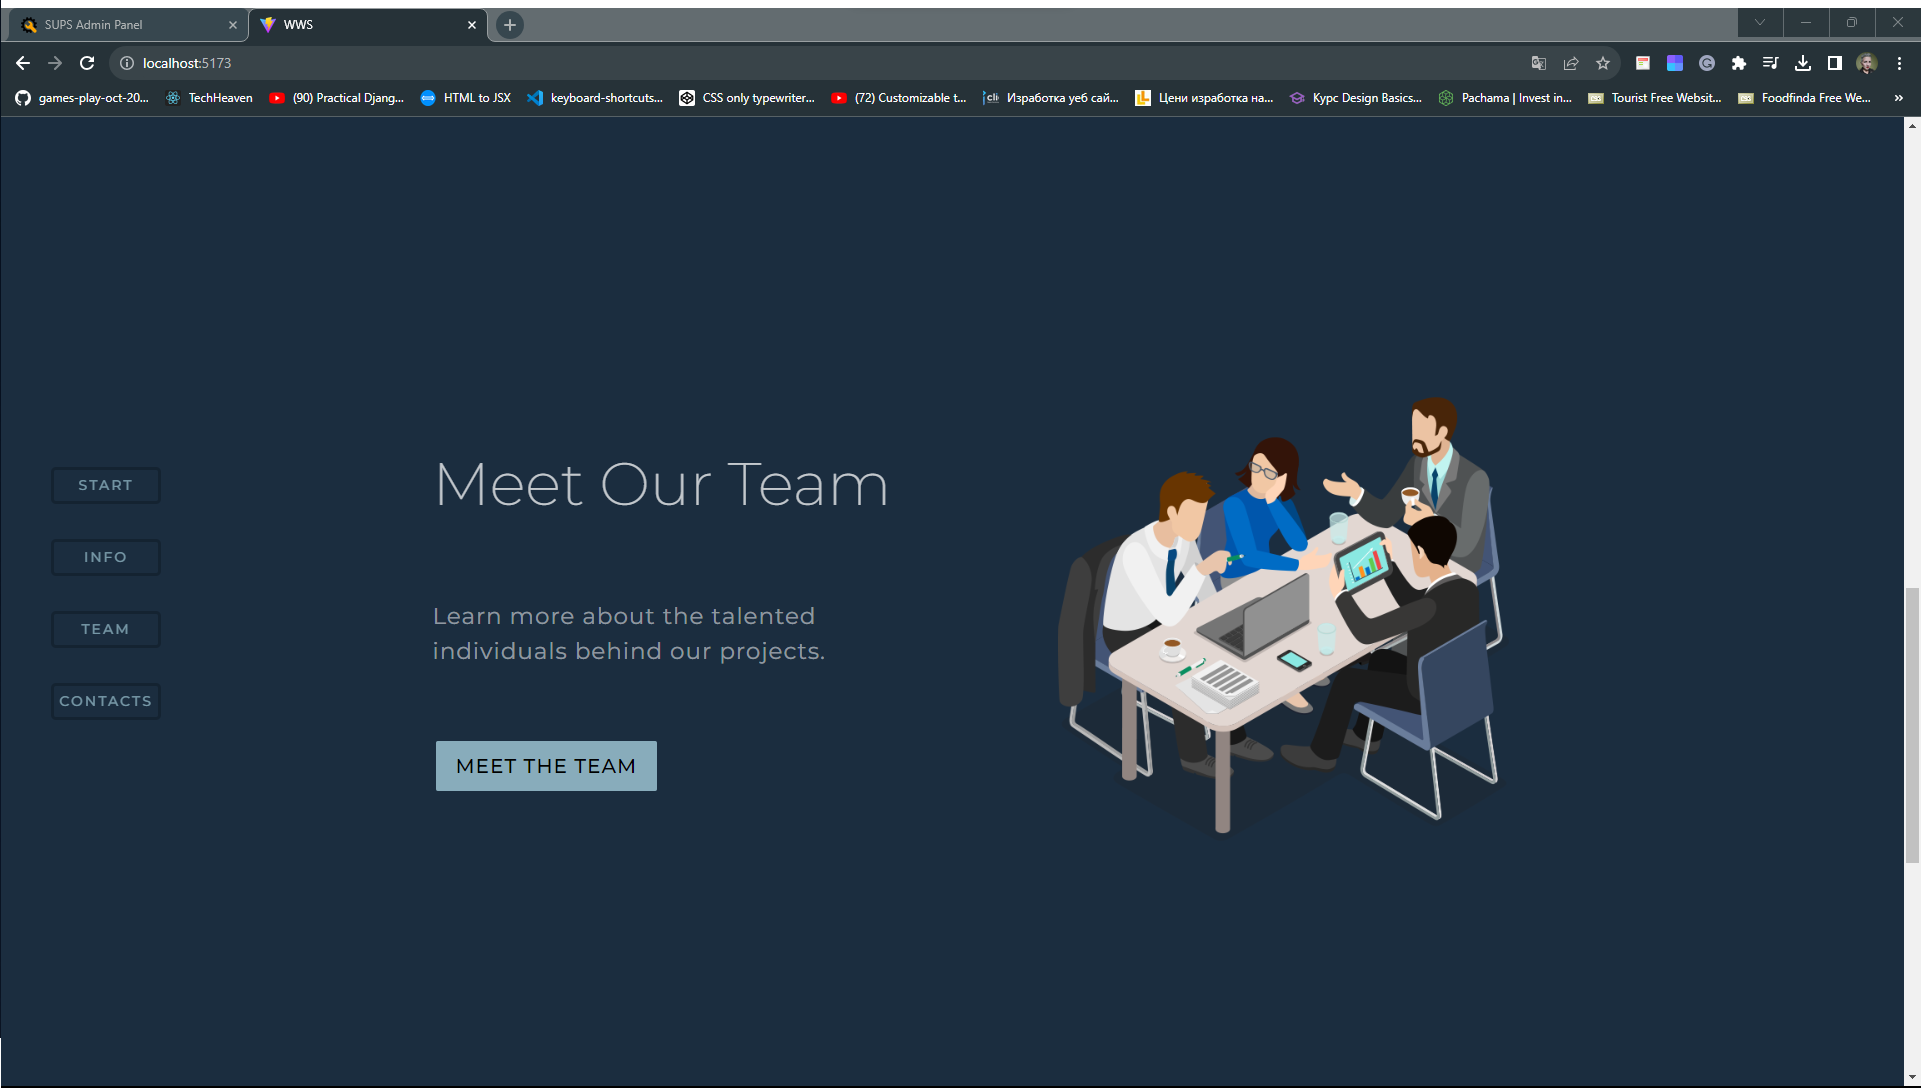 SUPS Admin Panel
WWS
localhost:5173
games-play-oct-20...
TechHeaven
(90) Practical Djang...
HTML to JSX
keyboard-shortcuts...
CSS only typewriter...
(72) Customizable t...
Изработка уеб сай...
Цени изработка на...
Курс Design Basics...
Pachama | Invest in...
Tourist Free Websit...
Foodfinda Free We...
START
INFO
TEAM
CONTACTS
Meet Our Team
Learn more about the talented
individuals behind our projects.
MEET THE TEAM